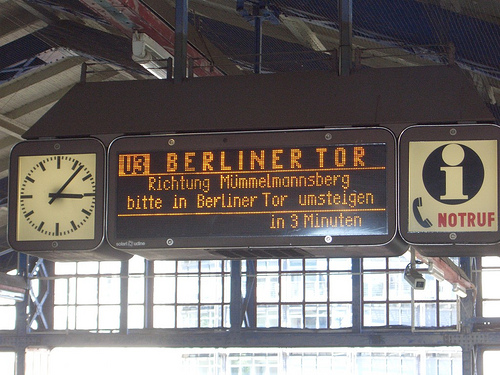 U3 BERLINER TOR
Richtung Mümmelmannsberg
bitte in Berliner Tor umsteigen
in 3 Minuten
i
NOTRUF